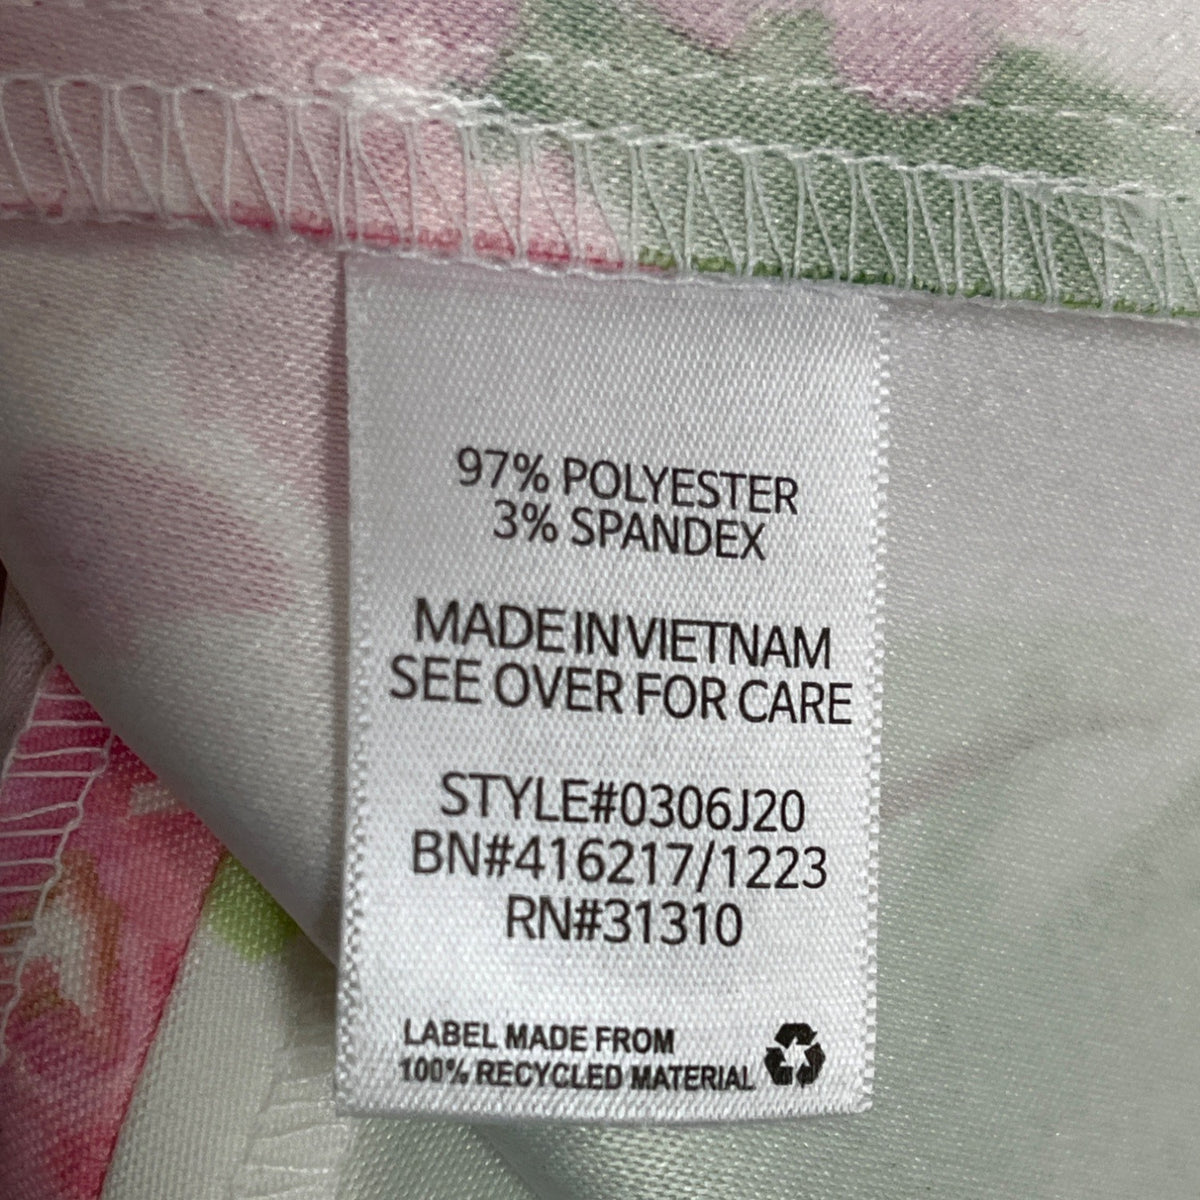 97% POLYESTER
3% SPANDEX
MADE IN VIETNAM
SEE OVER FOR CARE
STYLE#0306J20
BN#416217/1223
RN#31310
LABEL MADE FROM
100% RECYCLED MATERIAL